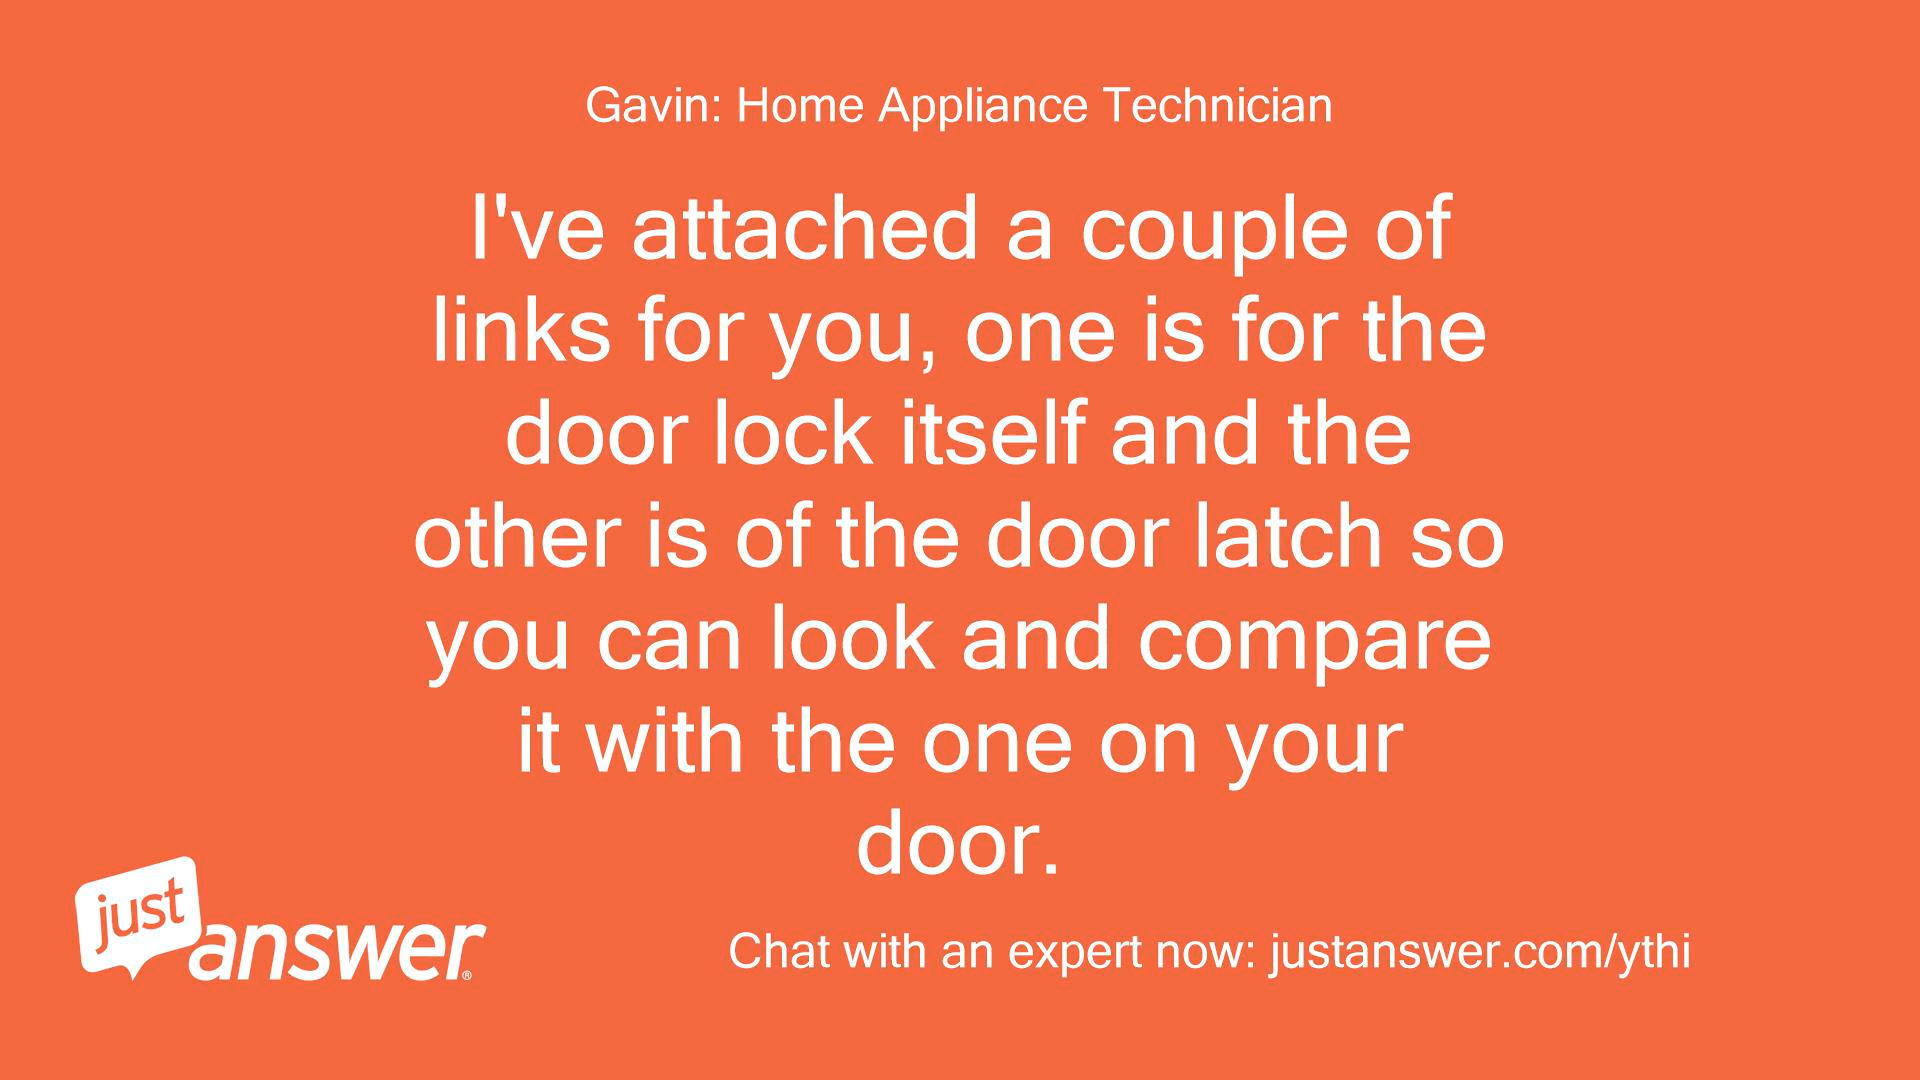 Gavin: Home Appliance Technician
I've attached a couple of
links for you, one is for the
door lock itself and the
other is of the door latch so
you can look and compare
it with the one on your
door.
just
answer®
Chat with an expert now: justanswer.com/ythi